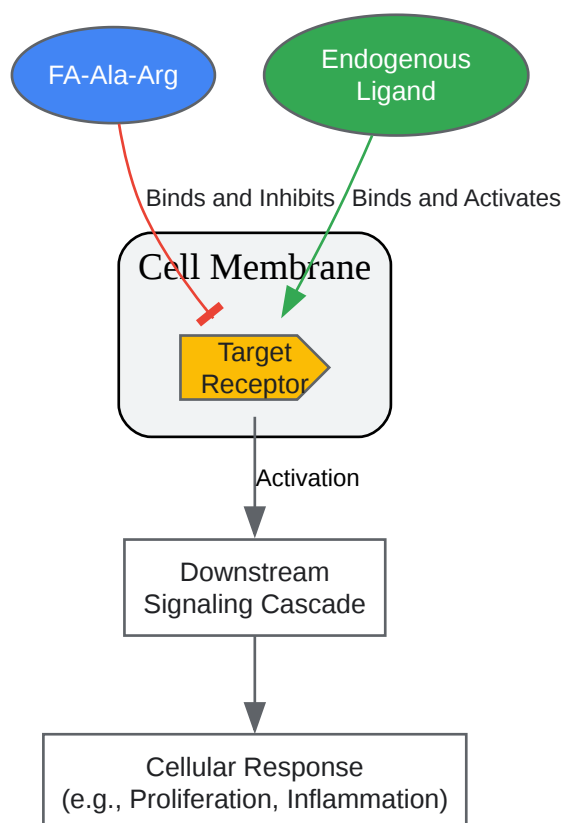 FA-Ala-Arg
Endogenous
Ligand
Binds and Inhibits
Binds and Activates
Cell Membrane
Target
Receptor
Activation
Downstream
Signaling Cascade
Cellular Response
(e.g., Proliferation, Inflammation)